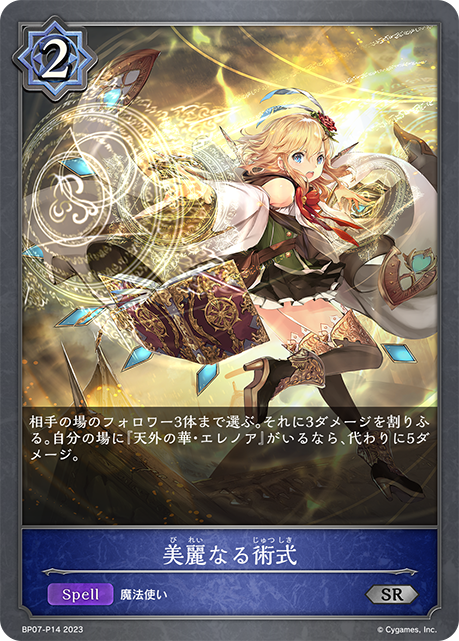 2
相手の場のフォロワー3体まで選ぶ。それに3ダメージを割りふ
る。自分の場に『天外の華・エレノア』がいるなら、代わりに5ダ
メージ。
びれい じゅつしき
美麗なる術式
Spell 魔法使い SR
BP07-P14 2023 © Cygames, Inc.